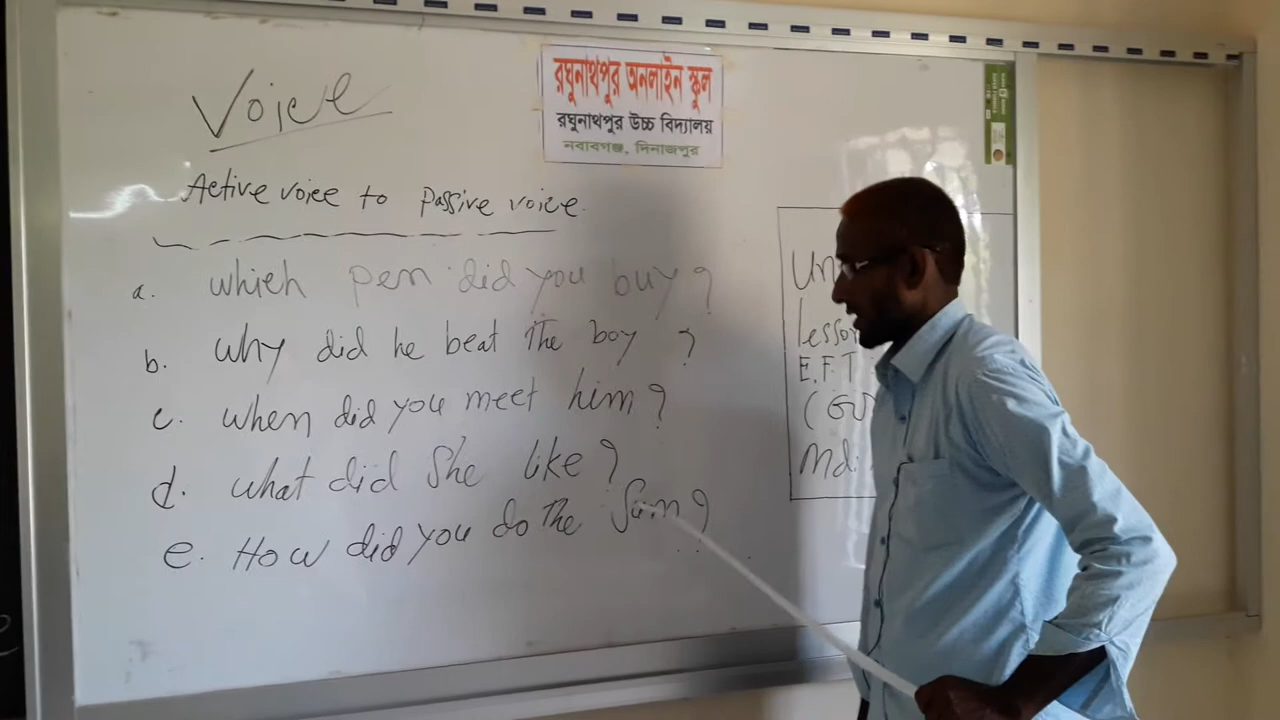 Voice
রঘুনাথপুর অনলাইন স্কুল
রঘুনাথপুর উচ্চ বিদ্যালয়
নবাবগঞ্জ, দিনাজপুর
Active voice to passive voice.
a. which pen did you buy?
b. why did he beat the boy ?
c. when did you meet him?
d. what did she like?
e. How did you do the sum?
Un
lesson
E.F.T